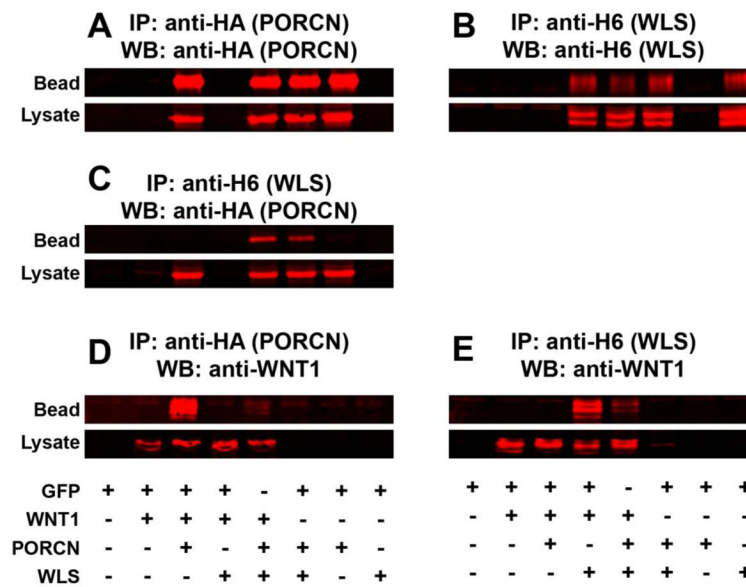 A IP: anti-HA (PORCN)
WB: anti-HA (PORCN)
Bead
Lysate
B IP: anti-H6 (WLS)
WB: anti-H6 (WLS)
C IP: anti-H6 (WLS)
WB: anti-HA (PORCN)
Bead
Lysate
D IP: anti-HA (PORCN)
WB: anti-WNT1
Bead
Lysate
E IP: anti-H6 (WLS)
WB: anti-WNT1
Bead
Lysate
GFP + + + + - + + + + + + + - + + +
WNT1 - + + + + - - - - + + + + - - -
PORCN - - + - + + + - - - + - + + + -
WLS - - - + + + - + - - - + + + - +